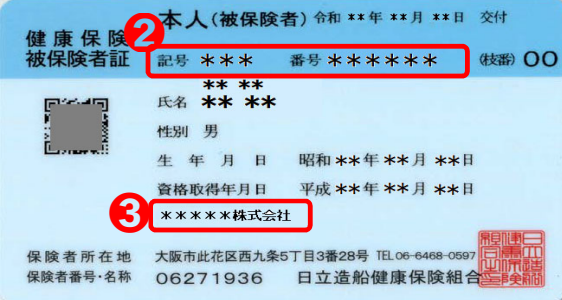 本人(被保険者) 令和 **年 **月 **日 交付
健康保険
被保険者証
2
記号 *** 番号 ****** (枝番) 00
** **
氏名 ** **
性別 男
生年月日 昭和**年**月**日
資格取得年月日 平成**年**月**日
3
*****株式会社
保険者所在地 大阪市此花区西九条5丁目3番28号 TEL06-6468-0597
保険者番号・名称 06271936 日立造船健康保険組合